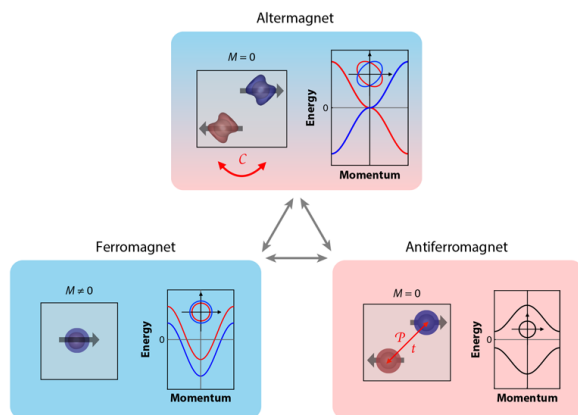 Altermagnet
M = 0
C
Energy
0
Momentum
Ferromagnet
M ≠ 0
Energy
0
Momentum
Antiferromagnet
M = 0
P
t
Energy
0
Momentum